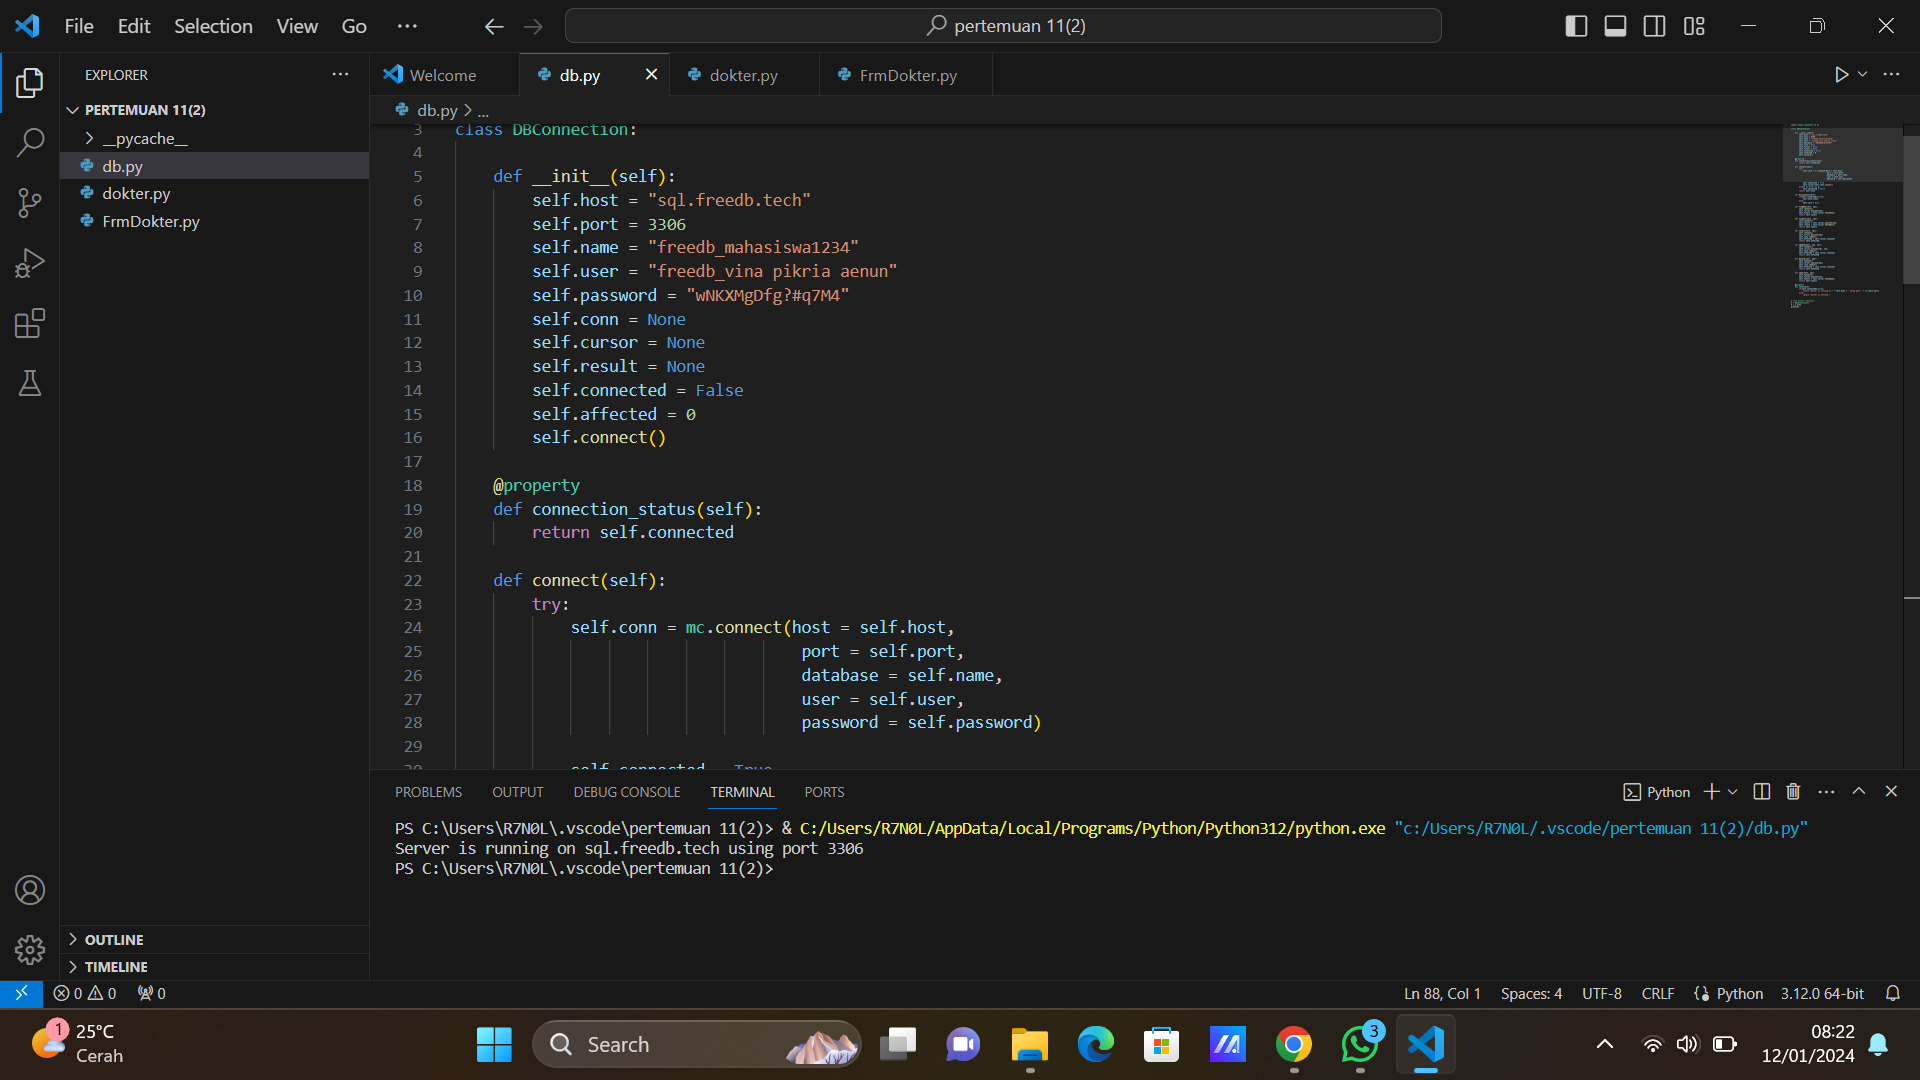 File Edit Selection View Go ···
pertemuan 11(2)
EXPLORER
PERTEMUAN 11(2)
__pycache__
db.py
dokter.py
FrmDokter.py
OUTLINE
TIMELINE
Welcome
db.py
dokter.py
FrmDokter.py
db.py > ...
3 class DBConnection:
4
5 def __init__(self):
6 self.host = "sql.freedb.tech"
7 self.port = 3306
8 self.name = "freedb_mahasiswa1234"
9 self.user = "freedb_vina pikria aenun"
10 self.password = "wNKXMgDfg?#q7M4"
11 self.conn = None
12 self.cursor = None
13 self.result = None
14 self.connected = False
15 self.affected = 0
16 self.connect()
17
18 @property
19 def connection_status(self):
20 return self.connected
21
22 def connect(self):
23 try:
24 self.conn = mc.connect(host = self.host,
25 port = self.port,
26 database = self.name,
27 user = self.user,
28 password = self.password)
29
30 self.connected = True
PROBLEMS OUTPUT DEBUG CONSOLE TERMINAL PORTS
Python
PS C:\Users\R7N0L\.vscode\pertemuan 11(2)> & C:/Users/R7N0L/AppData/Local/Programs/Python/Python312/python.exe "c:/Users/R7N0L/.vscode/pertemuan 11(2)/db.py"
Server is running on sql.freedb.tech using port 3306
PS C:\Users\R7N0L\.vscode\pertemuan 11(2)>
0 0 0
Ln 88, Col 1 Spaces: 4 UTF-8 CRLF Python 3.12.0 64-bit
1
25°C
Cerah
Search
3
08:22
12/01/2024